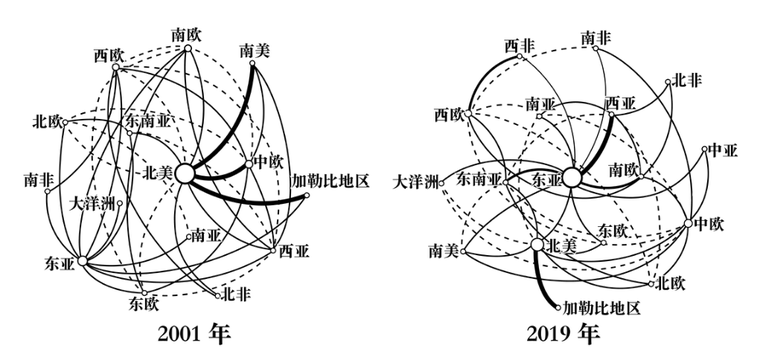 南欧
西欧
南美
北欧
东南亚
北美
中欧
加勒比地区
南非
大洋洲
南亚
西亚
东亚
东欧
北非
2001 年
西非
南非
北非
南亚
西亚
西欧
中亚
大洋洲
东南亚
东亚
南欧
中欧
南美
北美
东欧
北欧
加勒比地区
2019 年